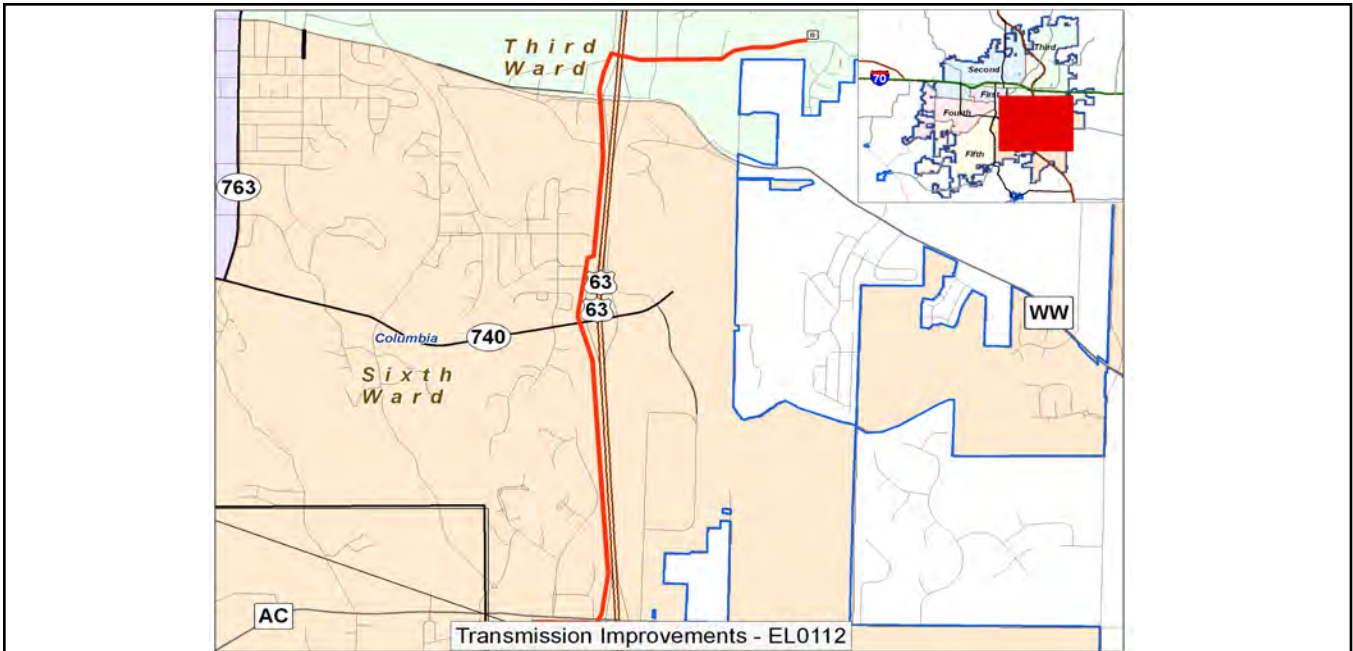 Third
Ward
Third
Second
70
First
Fourth
Fifth
763
63
63
WW
Columbia
740
Sixth
Ward
AC
Transmission Improvements - EL0112